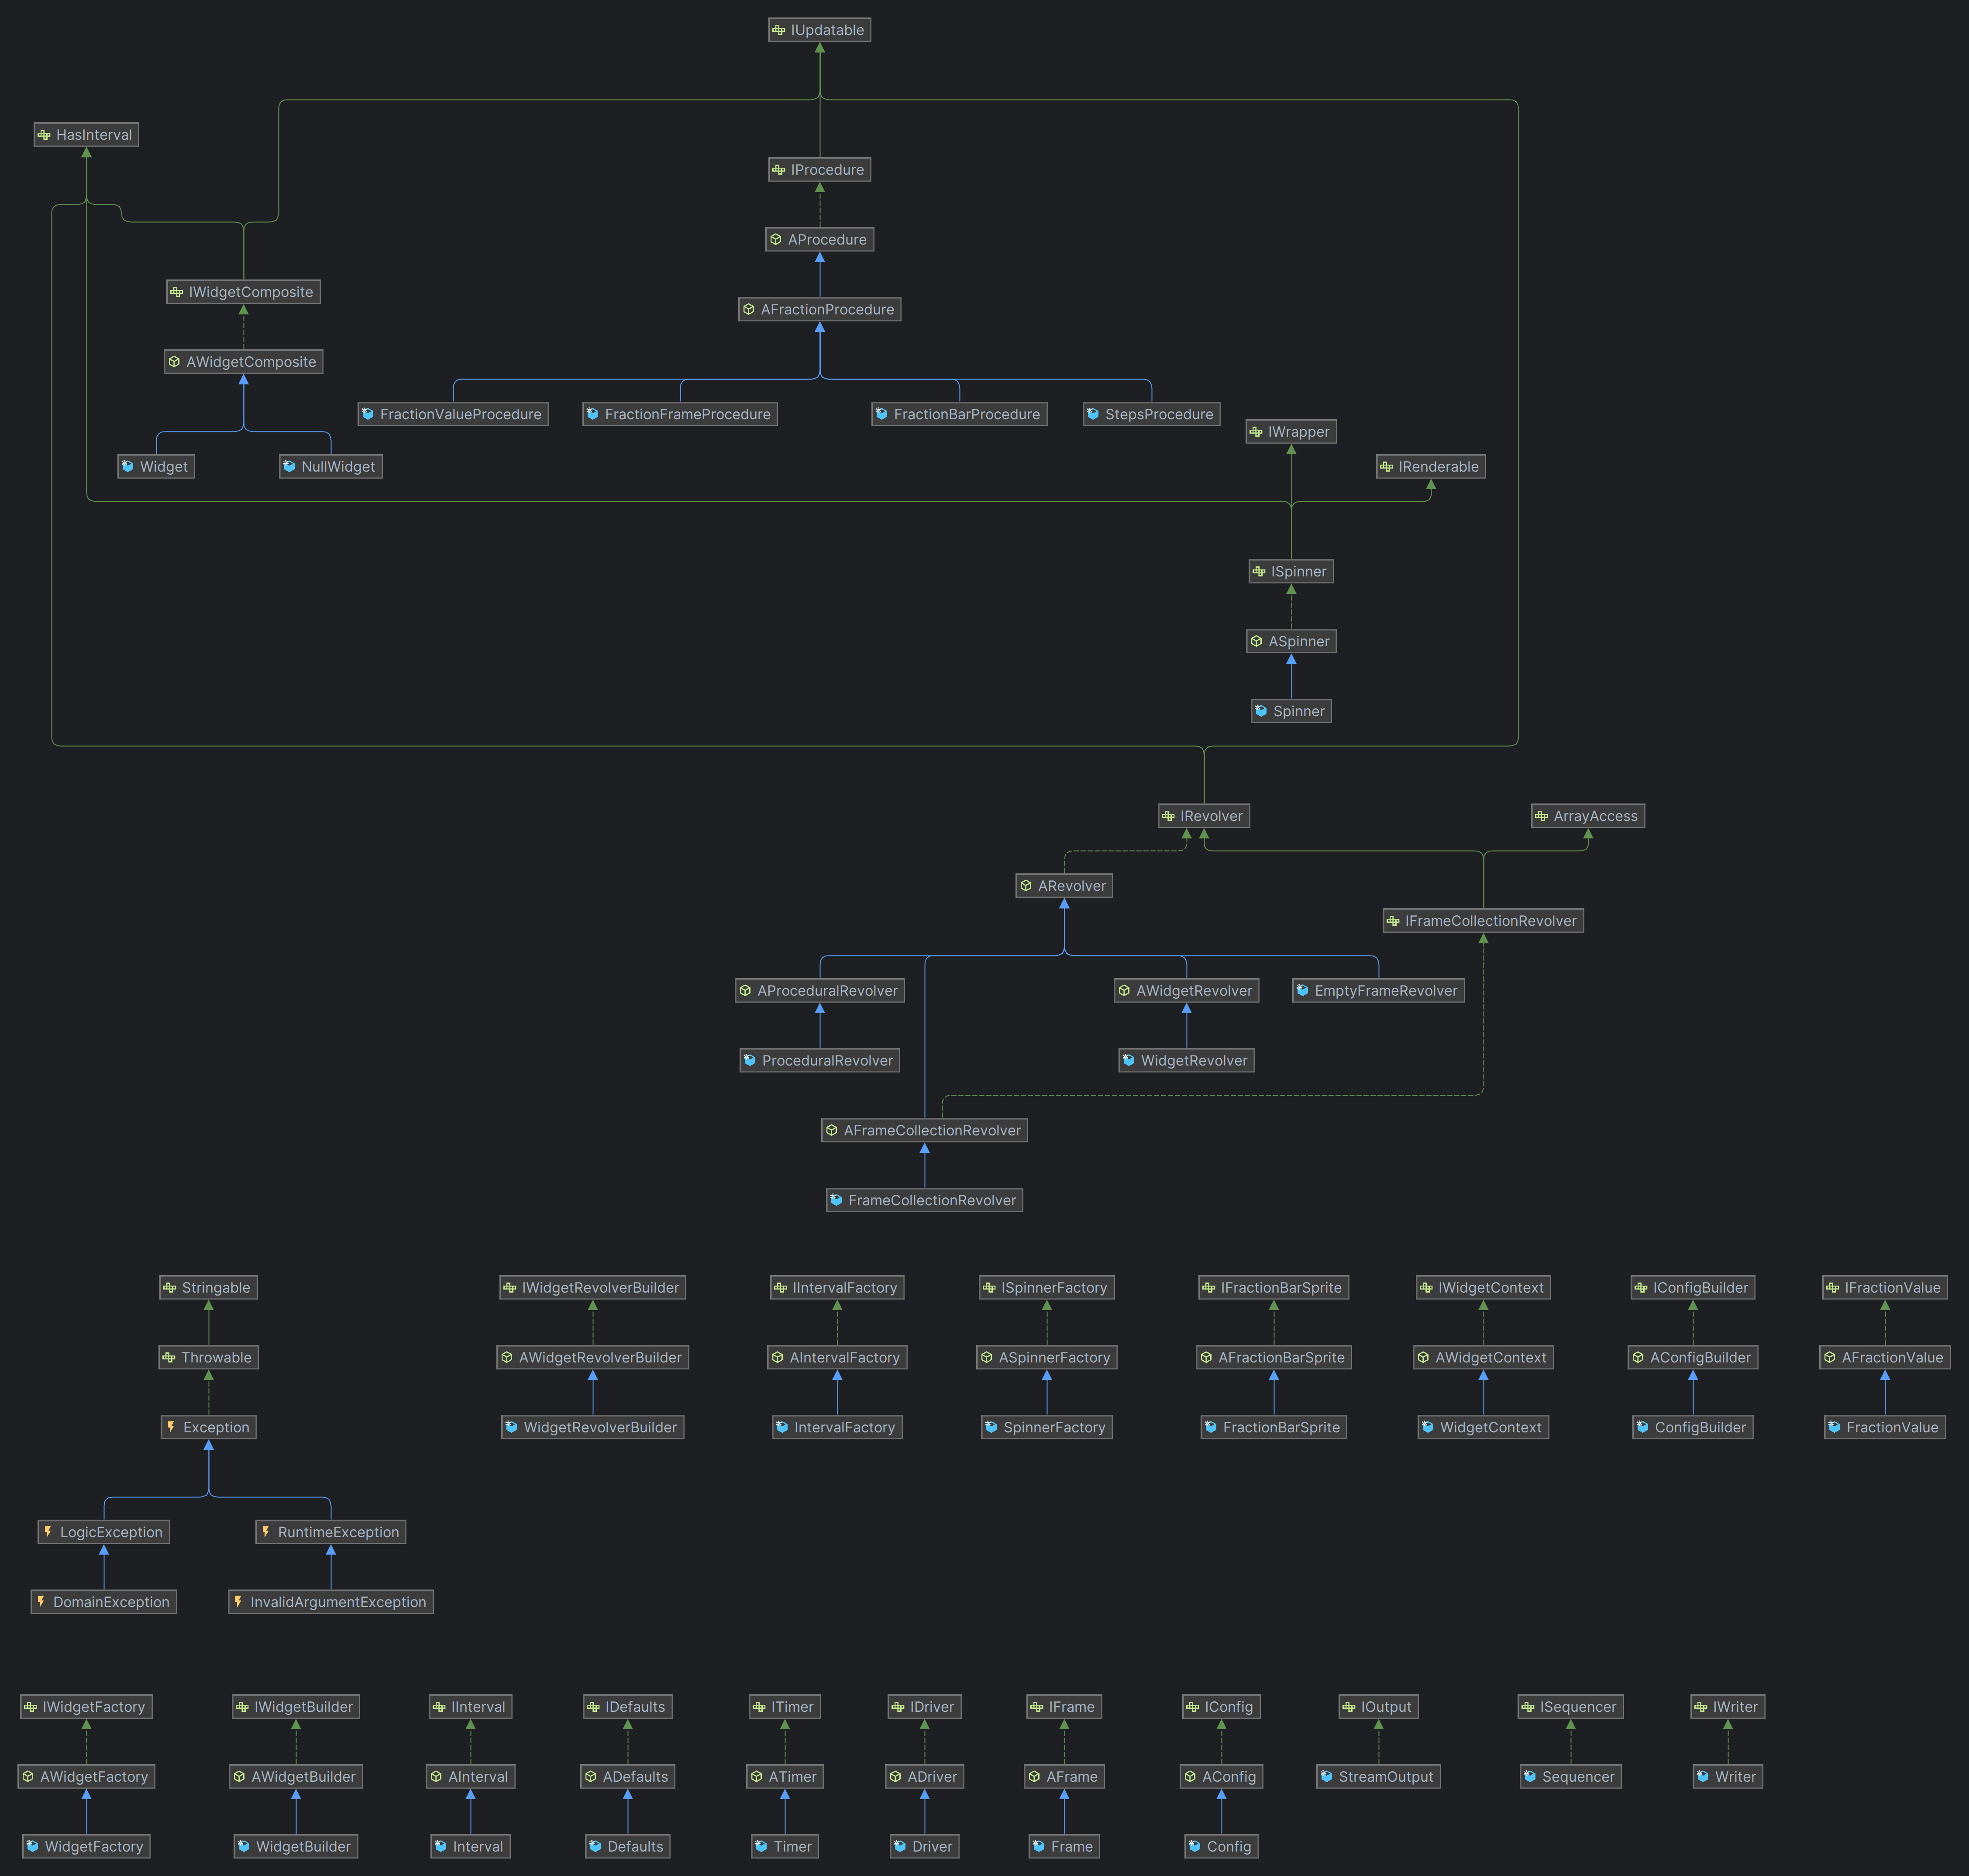 IUpdatable
HasInterval
IProcedure
AProcedure
IWidgetComposite
AFractionProcedure
AWidgetComposite
FractionValueProcedure
FractionFrameProcedure
FractionBarProcedure
StepsProcedure
IWrapper
Widget
NullWidget
IRenderable
ISpinner
ASpinner
Spinner
IRevolver
ArrayAccess
ARevolver
IFrameCollectionRevolver
AProceduralRevolver
AWidgetRevolver
EmptyFrameRevolver
ProceduralRevolver
WidgetRevolver
AFrameCollectionRevolver
FrameCollectionRevolver
Stringable
IWidgetRevolverBuilder
IIntervalFactory
ISpinnerFactory
IFractionBarSprite
IWidgetContext
IConfigBuilder
IFractionValue
Throwable
AWidgetRevolverBuilder
AIntervalFactory
ASpinnerFactory
AFractionBarSprite
AWidgetContext
AConfigBuilder
AFractionValue
Exception
WidgetRevolverBuilder
IntervalFactory
SpinnerFactory
FractionBarSprite
WidgetContext
ConfigBuilder
FractionValue
LogicException
RuntimeException
DomainException
InvalidArgumentException
IWidgetFactory
IWidgetBuilder
IInterval
IDefaults
ITimer
IDriver
IFrame
IConfig
IOutput
ISequencer
IWriter
AWidgetFactory
AWidgetBuilder
AInterval
ADefaults
ATimer
ADriver
AFrame
AConfig
StreamOutput
Sequencer
Writer
WidgetFactory
WidgetBuilder
Interval
Defaults
Timer
Driver
Frame
Config